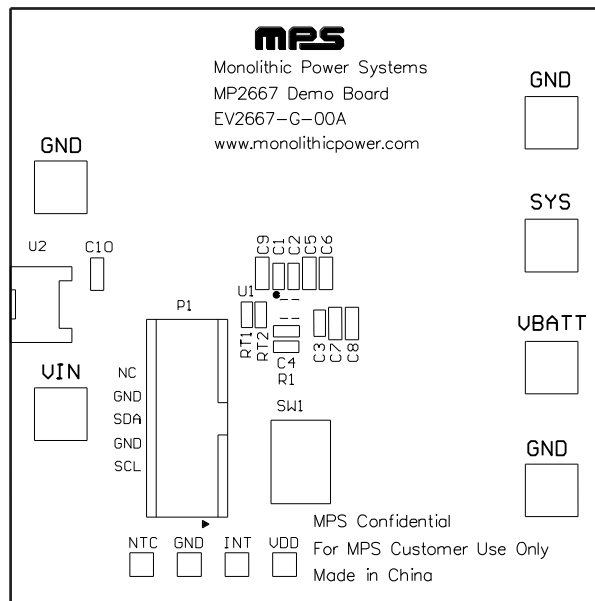 mps
Monolithic Power Systems
MP2667 Demo Board
EV2667-G-00A
www.monolithicpower.com
GND
GND
SYS
U2
C10
C9
C1
C2
C5
C6
U1
P1
RT1
RT2
C3
C7
C8
VBATT
C4
R1
VIN
NC
GND
SDA
GND
SCL
SW1
GND
MPS Confidential
For MPS Customer Use Only
Made in China
NTC GND INT VDD